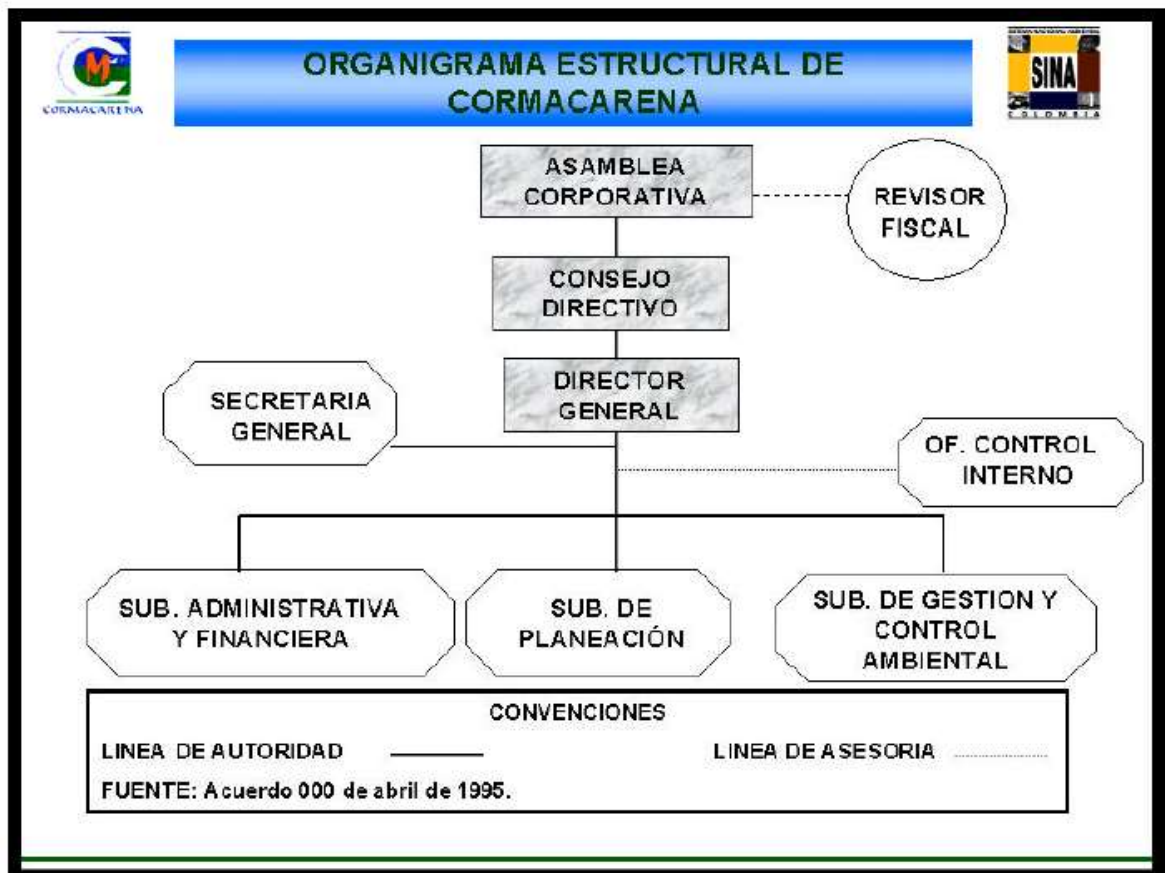 ORGANIGRAMA ESTRUCTURAL DE
CORMACARENA
CM
CORMACARENA
SINA
COLOMBIA
ASAMBLEA
CORPORATIVA
REVISOR
FISCAL
CONSEJO
DIRECTIVO
DIRECTOR
GENERAL
SECRETARIA
GENERAL
OF. CONTROL
INTERNO
SUB. ADMINISTRATIVA
Y FINANCIERA
SUB. DE
PLANEACIÓN
SUB. DE GESTION Y
CONTROL
AMBIENTAL
CONVENCIONES
LINEA DE AUTORIDAD
LINEA DE ASESORIA
FUENTE: Acuerdo 000 de abril de 1995.